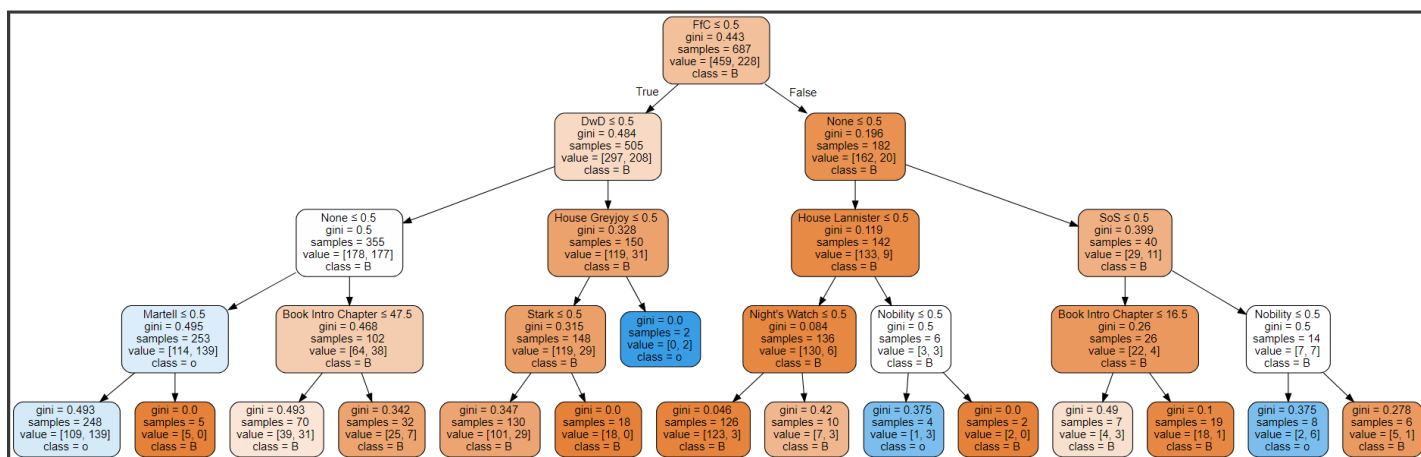 FfC ≤ 0.5
gini = 0.443
samples = 687
value = [459, 228]
class = B
True
False
DwD ≤ 0.5
gini = 0.484
samples = 505
value = [297, 208]
class = B
None ≤ 0.5
gini = 0.196
samples = 182
value = [162, 20]
class = B
None ≤ 0.5
gini = 0.5
samples = 355
value = [178, 177]
class = B
House Greyjoy ≤ 0.5
gini = 0.328
samples = 150
value = [119, 31]
class = B
House Lannister ≤ 0.5
gini = 0.119
samples = 142
value = [133, 9]
class = B
SoS ≤ 0.5
gini = 0.399
samples = 40
value = [29, 11]
class = B
Martell ≤ 0.5
gini = 0.495
samples = 253
value = [114, 139]
class = o
Book Intro Chapter ≤ 47.5
gini = 0.468
samples = 102
value = [64, 38]
class = B
Stark ≤ 0.5
gini = 0.315
samples = 148
value = [119, 29]
class = B
gini = 0.0
samples = 2
value = [0, 2]
class = o
Night's Watch ≤ 0.5
gini = 0.084
samples = 136
value = [130, 6]
class = B
Nobility ≤ 0.5
gini = 0.5
samples = 6
value = [3, 3]
class = B
Book Intro Chapter ≤ 16.5
gini = 0.26
samples = 26
value = [22, 4]
class = B
Nobility ≤ 0.5
gini = 0.5
samples = 14
value = [7, 7]
class = B
gini = 0.493
samples = 248
value = [109, 139]
class = o
gini = 0.0
samples = 5
value = [5, 0]
class = B
gini = 0.493
samples = 70
value = [39, 31]
class = B
gini = 0.342
samples = 32
value = [25, 7]
class = B
gini = 0.347
samples = 130
value = [101, 29]
class = B
gini = 0.0
samples = 18
value = [18, 0]
class = B
gini = 0.046
samples = 126
value = [123, 3]
class = B
gini = 0.42
samples = 10
value = [7, 3]
class = B
gini = 0.375
samples = 4
value = [1, 3]
class = o
gini = 0.0
samples = 2
value = [2, 0]
class = B
gini = 0.49
samples = 7
value = [4, 3]
class = B
gini = 0.1
samples = 19
value = [18, 1]
class = B
gini = 0.375
samples = 8
value = [2, 6]
class = o
gini = 0.278
samples = 6
value = [5, 1]
class = B